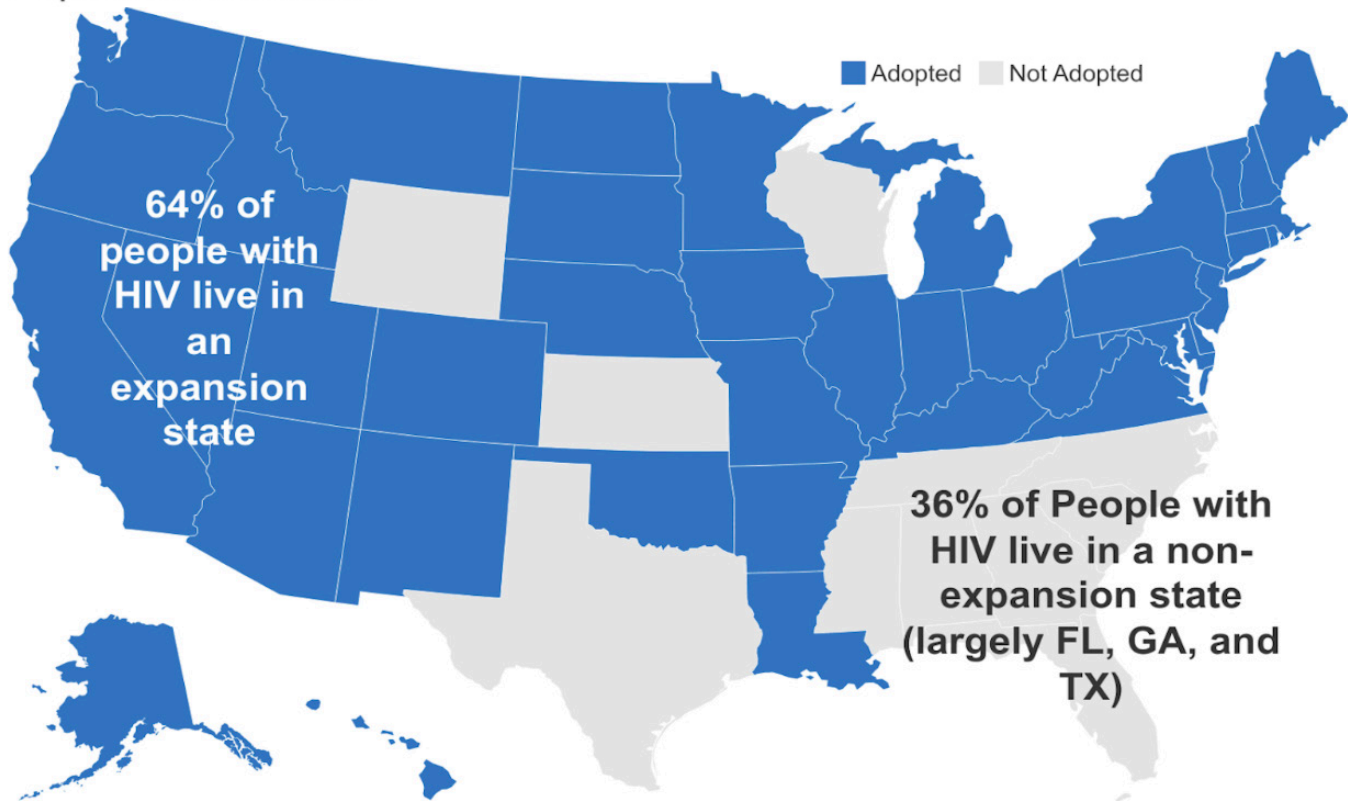 Adopted Not Adopted
64% of
people with
HIV live in
an
expansion
state
36% of People with
HIV live in a non-
expansion state
(largely FL, GA, and
TX)